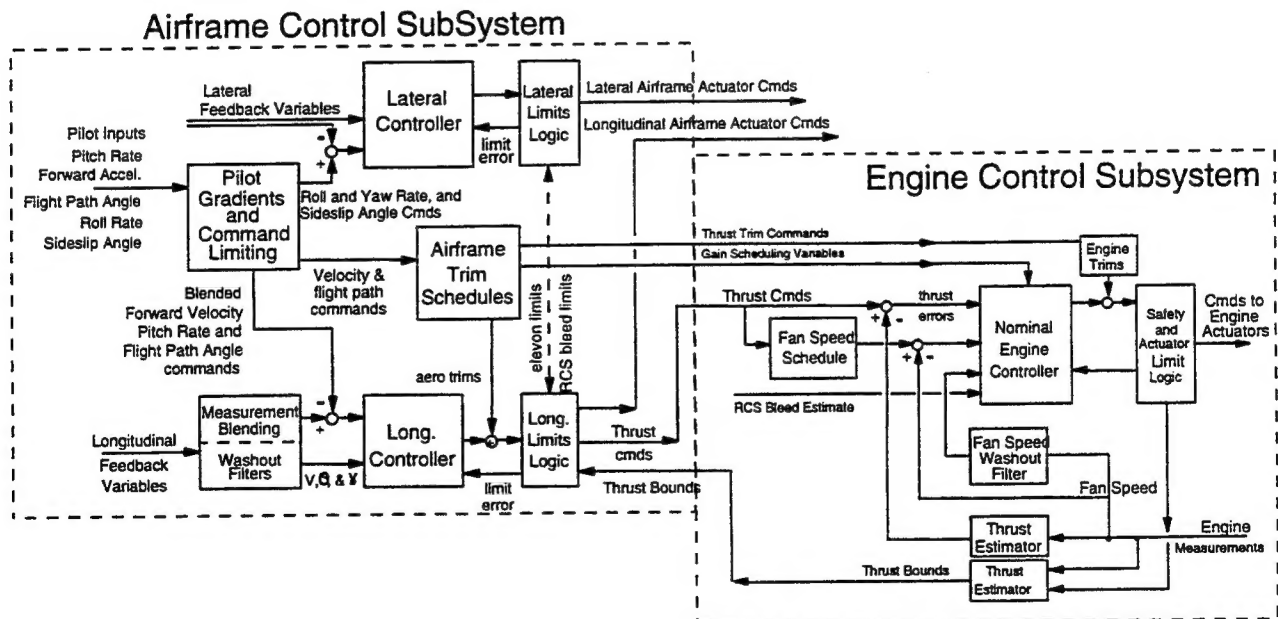 Airframe Control SubSystem
Lateral
Feedback Variables
Lateral
Controller
Lateral
Limits
Logic
limit
error
Lateral Airframe Actuator Cmds
Longitudinal Airframe Actuator Cmds
Pilot Inputs
Pitch Rate
Forward Accel.
Flight Path Angle
Roll Rate
Sideslip Angle
Pilot
Gradients
and
Command
Limiting
-
+
Roll and Yaw Rate, and
Sideslip Angle Cmds
Velocity &
flight path
commands
Airframe
Trim
Schedules
Blended
Forward Velocity
Pitch Rate and
Flight Path Angle
commands
aero trims
elevon limits
RCS bleed limits
Longitudinal
Feedback
Variables
Measurement
Blending
Washout
Filters
-
+
Long.
Controller
Long.
Limits
Logic
limit
error
Thrust
cmds
Thrust Bounds
Engine Control Subsystem
Thrust Trim Commands
Gain Scheduling Variables
Engine
Trims
Thrust Cmds
+
-
thrust
errors
Fan Speed
Schedule
+
-
Nominal
Engine
Controller
Safety
and
Actuator
Limit
Logic
Cmds to
Engine
Actuators
RCS Bleed Estimate
Fan Speed
Washout
Filter
Fan Speed
Thrust
Estimator
Engine
Measurements
Thrust Bounds
Thrust
Estimator